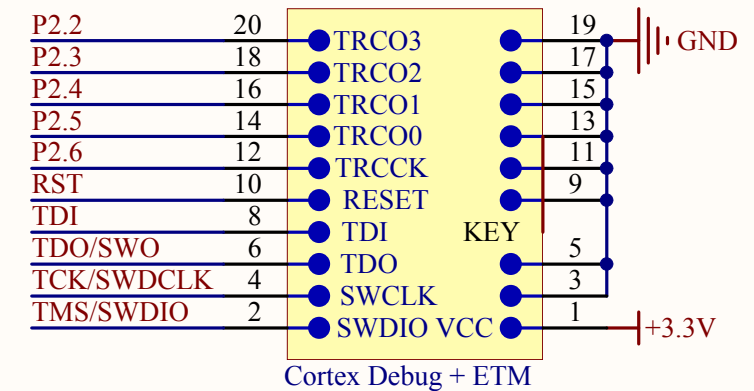 P2.2 20 TRCO3 19 GND
P2.3 18 TRCO2 17
P2.4 16 TRCO1 15
P2.5 14 TRCO0 13
P2.6 12 TRCCK 11
RST 10 RESET 9
TDI 8 TDI KEY
TDO/SWO 6 TDO 5
TCK/SWDCLK 4 SWCLK 3
TMS/SWDIO 2 SWDIO VCC 1 +3.3V
Cortex Debug + ETM